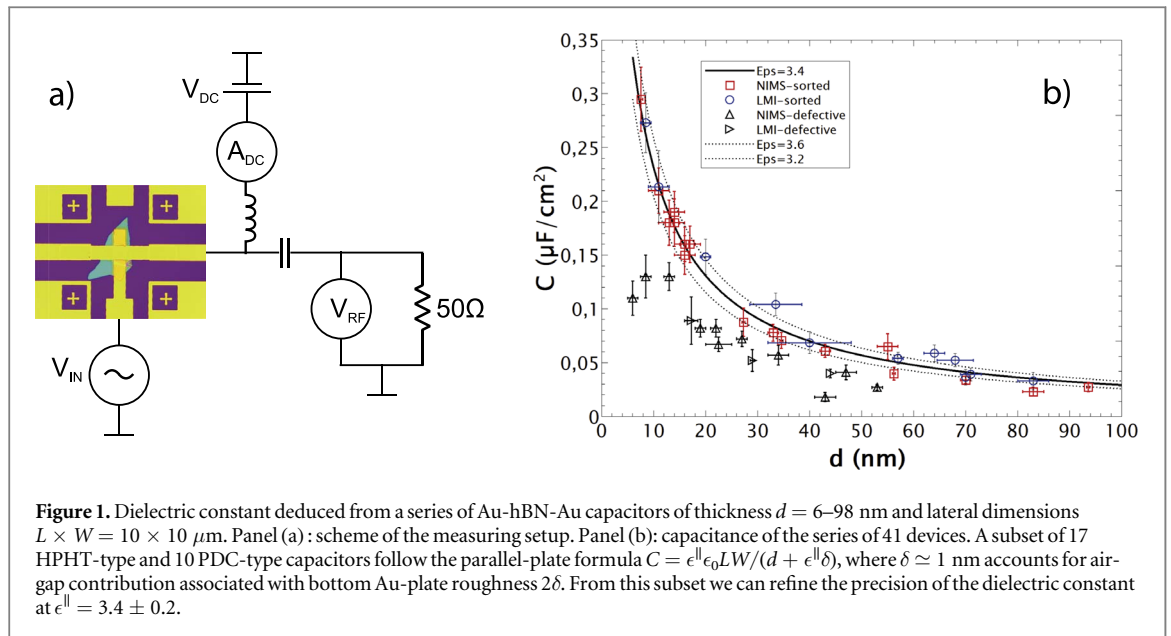 a)
V_DC
A_DC
V_IN
V_RF
50Ω
b)
C (μF/cm²)
0,35
0,3
0,25
0,2
0,15
0,1
0,05
0
Eps=3.4
NIMS-sorted
LMI-sorted
NIMS-defective
LMI-defective
Eps=3.6
Eps=3.2
0 10 20 30 40 50 60 70 80 90 100
d (nm)
Figure 1. Dielectric constant deduced from a series of Au-hBN-Au capacitors of thickness d = 6–98 nm and lateral dimensions
L × W = 10 × 10 μm. Panel (a) : scheme of the measuring setup. Panel (b): capacitance of the series of 41 devices. A subset of 17
HPHT-type and 10 PDC-type capacitors follow the parallel-plate formula C = ϵ^∥ϵ₀LW/(d + ϵ^∥δ), where δ ≃ 1 nm accounts for air-
gap contribution associated with bottom Au-plate roughness 2δ. From this subset we can refine the precision of the dielectric constant
at ϵ^∥ = 3.4 ± 0.2.